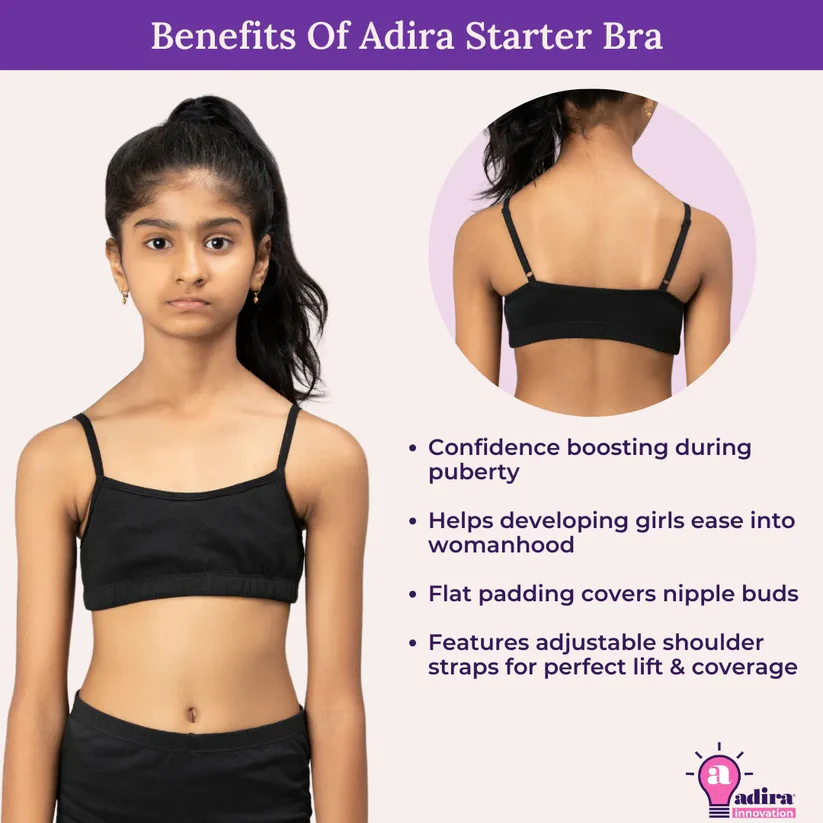 Benefits Of Adira Starter Bra
• Confidence boosting during
puberty
• Helps developing girls ease into
womanhood
• Flat padding covers nipple buds
• Features adjustable shoulder
straps for perfect lift & coverage
a
adira
innovation